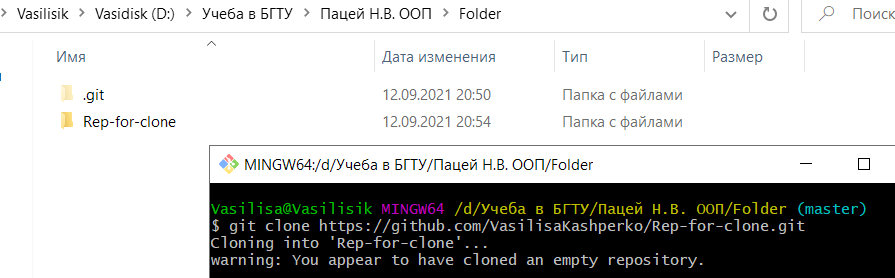 Vasilisik > Vasidisk (D:) > Учеба в БГТУ > Пацей Н.В. ООП > Folder
Поиск
Имя Дата изменения Тип Размер
.git 12.09.2021 20:50 Папка с файлами
Rep-for-clone 12.09.2021 20:54 Папка с файлами
MINGW64:/d/Учеба в БГТУ/Пацей Н.В. ООП/Folder
Vasilisa@Vasilisik MINGW64 /d/Учеба в БГТУ/Пацей Н.В. ООП/Folder (master)
$ git clone https://github.com/VasilisaKashperko/Rep-for-clone.git
Cloning into 'Rep-for-clone'...
warning: You appear to have cloned an empty repository.